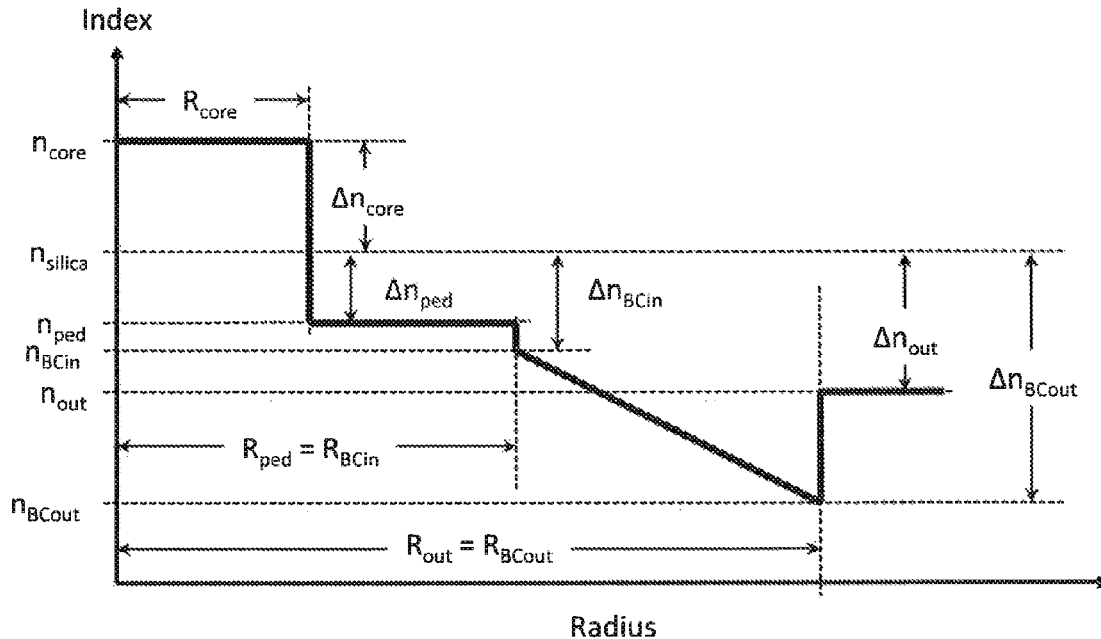 Index
R_core
n_core
Δn_core
n_silica
Δn_ped
Δn_BCin
n_ped
Δn_out
n_BCin
Δn_BCout
n_out
R_ped = R_BCin
n_BCout
R_out = R_BCout
Radius